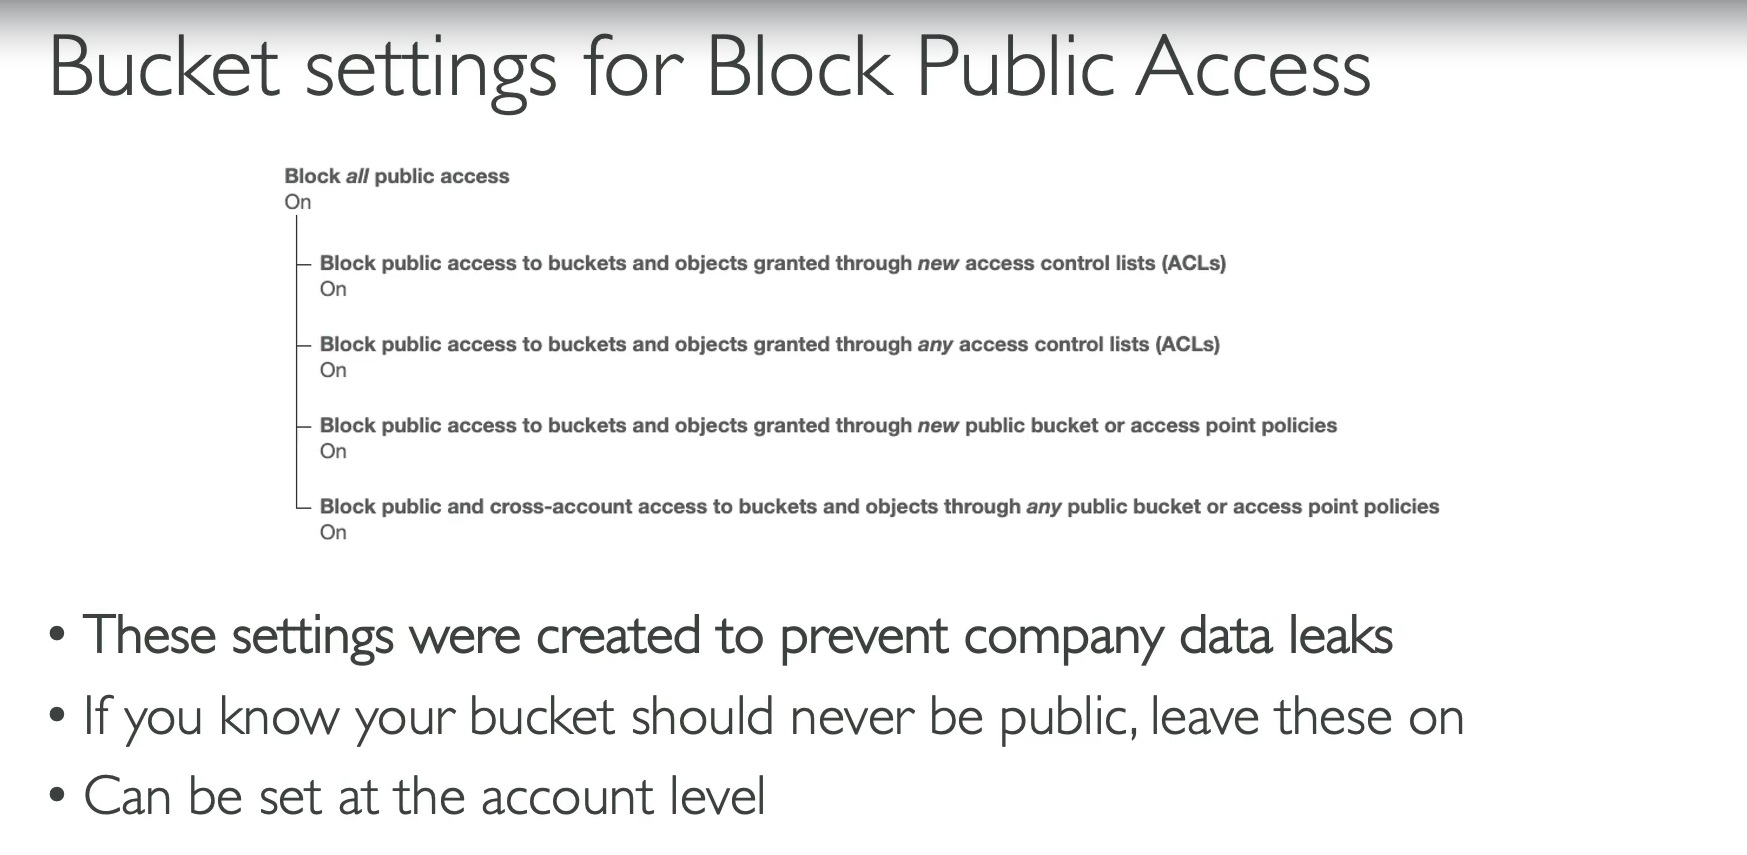 Bucket settings for Block Public Access
Block all public access
On
Block public access to buckets and objects granted through new access control lists (ACLs)
On
Block public access to buckets and objects granted through any access control lists (ACLs)
On
Block public access to buckets and objects granted through new public bucket or access point policies
On
Block public and cross-account access to buckets and objects through any public bucket or access point policies
On
• These settings were created to prevent company data leaks
• If you know your bucket should never be public, leave these on
• Can be set at the account level